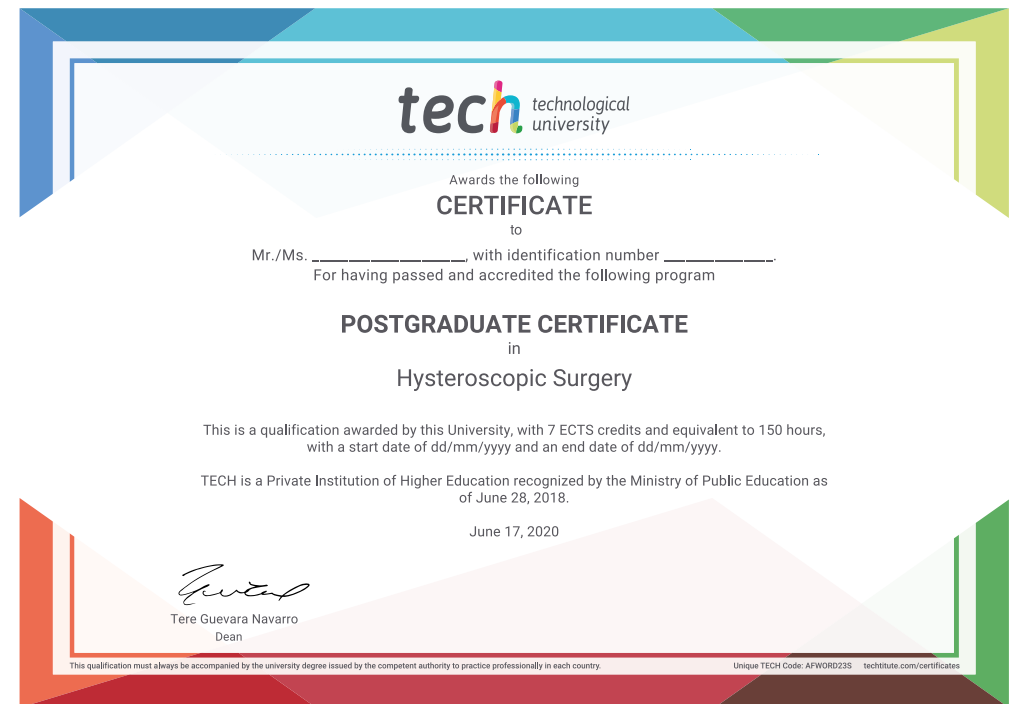 tech technological
university
Awards the following
CERTIFICATE
to
Mr./Ms. ____________________, with identification number ______________.
For having passed and accredited the following program
POSTGRADUATE CERTIFICATE
in
Hysteroscopic Surgery
This is a qualification awarded by this University, with 7 ECTS credits and equivalent to 150 hours,
with a start date of dd/mm/yyyy and an end date of dd/mm/yyyy.
TECH is a Private Institution of Higher Education recognized by the Ministry of Public Education as
of June 28, 2018.
June 17, 2020
Tere Guevara Navarro
Dean
This qualification must always be accompanied by the university degree issued by the competent authority to practice professionally in each country.
Unique TECH Code: AFWORD23S techtitute.com/certificates